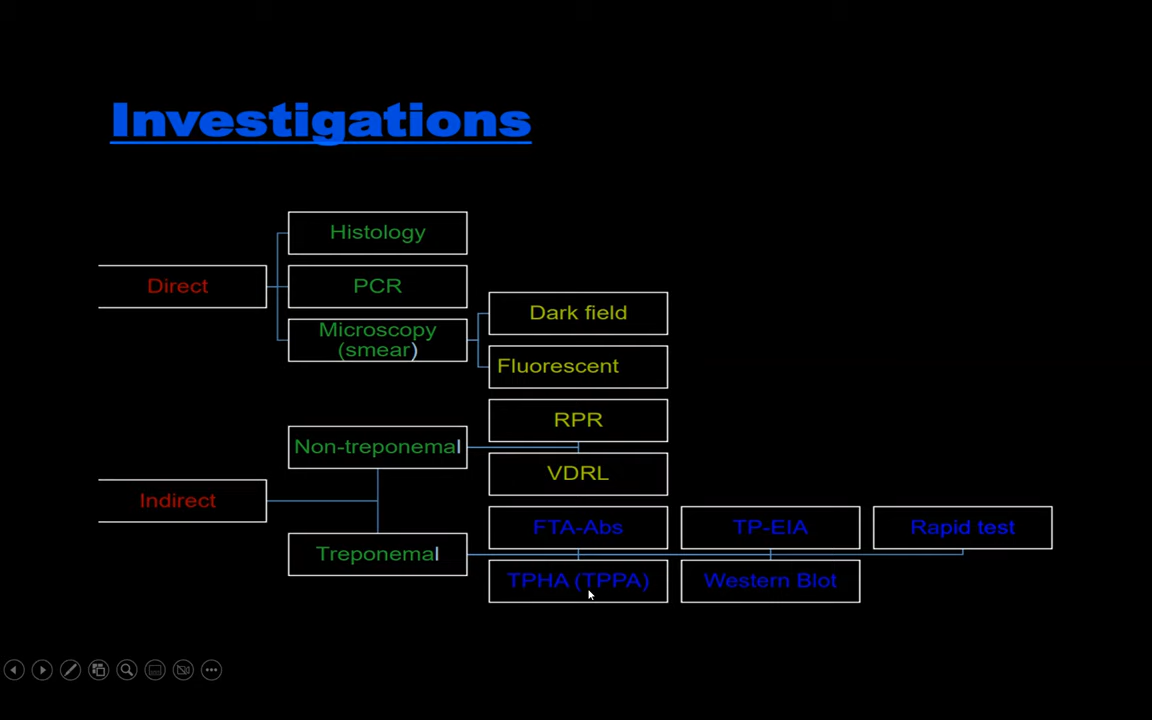 Investigations
Histology
Direct
PCR
Microscopy
(smear)
Dark field
Fluorescent
RPR
Non-treponemal
VDRL
Indirect
FTA-Abs
TP-EIA
Rapid test
Treponemal
TPHA (TPPA)
Western Blot